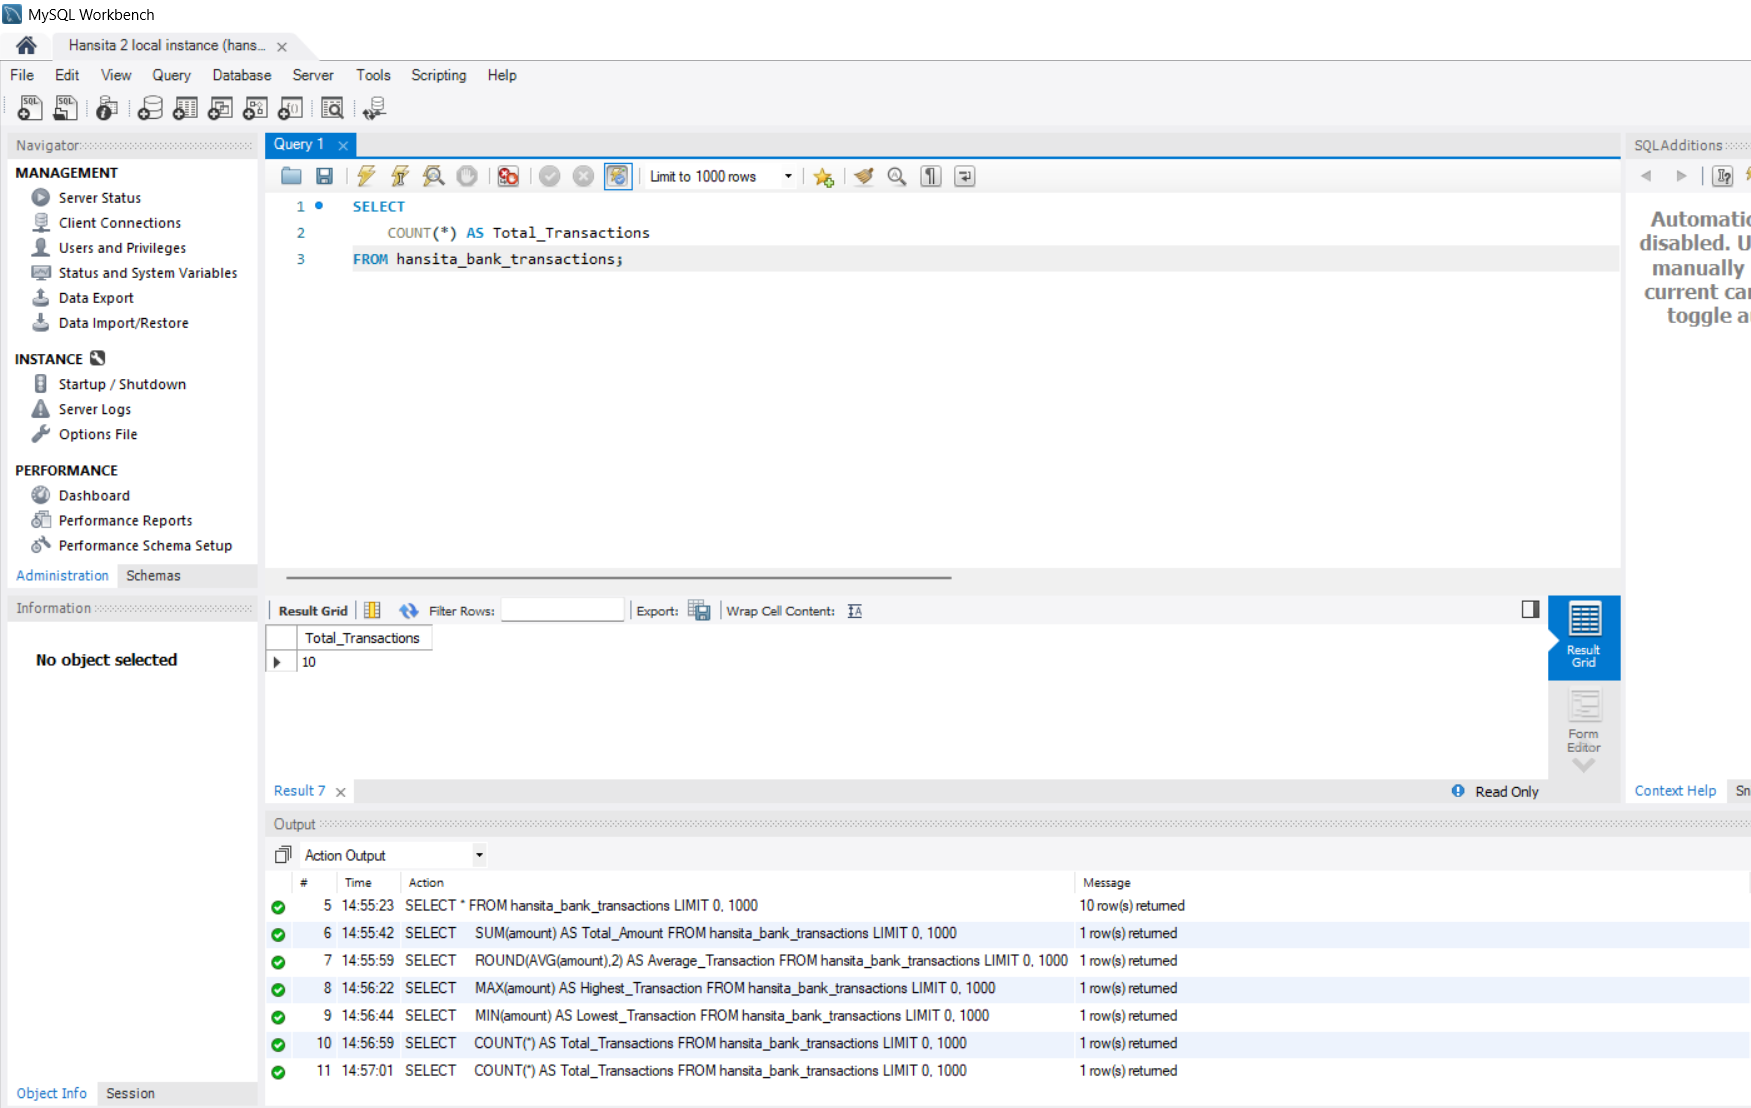 MySQL Workbench
Hansita 2 local instance (hans...
File Edit View Query Database Server Tools Scripting Help
Navigator
MANAGEMENT
Server Status
Client Connections
Users and Privileges
Status and System Variables
Data Export
Data Import/Restore
INSTANCE
Startup / Shutdown
Server Logs
Options File
PERFORMANCE
Dashboard
Performance Reports
Performance Schema Setup
Administration Schemas
Information
No object selected
Object Info Session
Query 1
Limit to 1000 rows
1 SELECT
2 COUNT(*) AS Total_Transactions
3 FROM hansita_bank_transactions;
Result Grid Filter Rows: Export: Wrap Cell Content:
Total_Transactions
10
Result Grid
Form Editor
Result 7
Read Only
Output
Action Output
# Time Action Message
5 14:55:23 SELECT * FROM hansita_bank_transactions LIMIT 0, 1000 10 row(s) returned
6 14:55:42 SELECT SUM(amount) AS Total_Amount FROM hansita_bank_transactions LIMIT 0, 1000 1 row(s) returned
7 14:55:59 SELECT ROUND(AVG(amount),2) AS Average_Transaction FROM hansita_bank_transactions LIMIT 0, 1000 1 row(s) returned
8 14:56:22 SELECT MAX(amount) AS Highest_Transaction FROM hansita_bank_transactions LIMIT 0, 1000 1 row(s) returned
9 14:56:44 SELECT MIN(amount) AS Lowest_Transaction FROM hansita_bank_transactions LIMIT 0, 1000 1 row(s) returned
10 14:56:59 SELECT COUNT(*) AS Total_Transactions FROM hansita_bank_transactions LIMIT 0, 1000 1 row(s) returned
11 14:57:01 SELECT COUNT(*) AS Total_Transactions FROM hansita_bank_transactions LIMIT 0, 1000 1 row(s) returned
SQLAdditions
Automatic
disabled. U
manually
current ca
toggle a
Context Help Sn